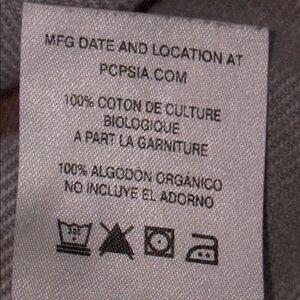 MFG DATE AND LOCATION AT
PCPSIA.COM
100% COTON DE CULTURE
BIOLOGIQUE
A PART LA GARNITURE
100% ALGODÓN ORGÁNICO
NO INCLUYE EL ADORNO